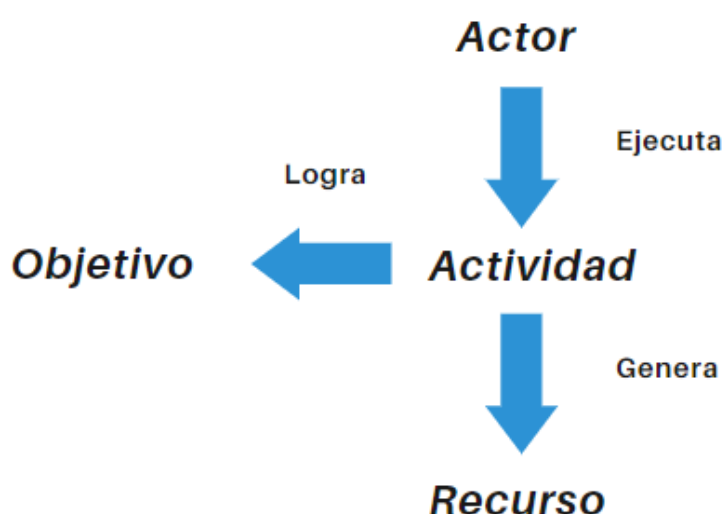 Actor
Ejecuta
Logra
Objetivo
Actividad
Genera
Recurso